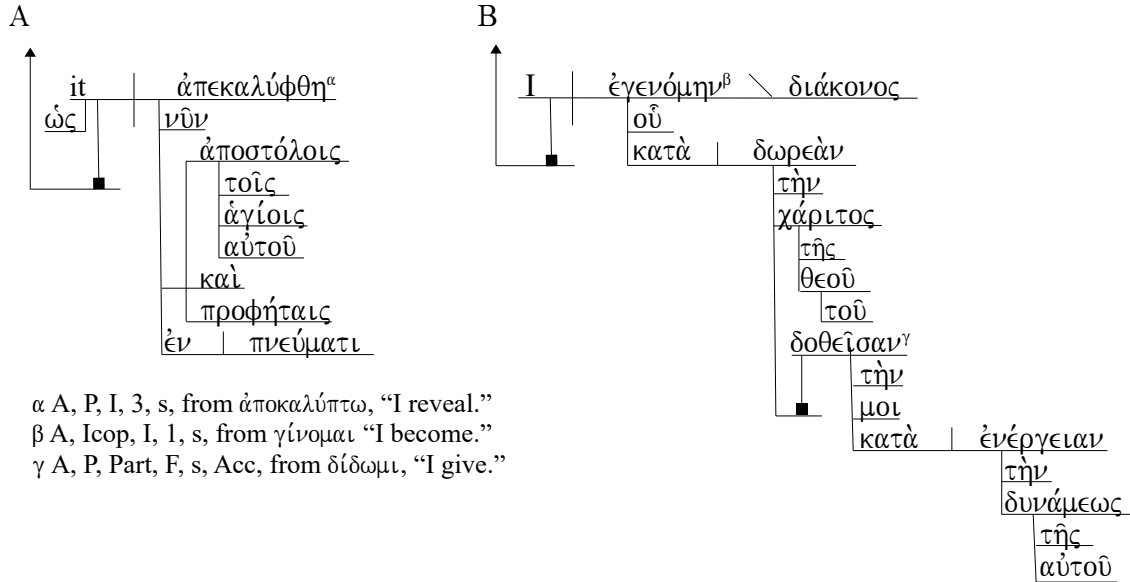 A
it ἀπεκαλύφθηα
ὡς
νῦν
ἀποστόλοις
τοῖς
ἁγίοις
αὐτοῦ
καὶ
προφήταις
ἐν πνεύματι
α A, P, I, 3, s, from ἀποκαλύπτω, “I reveal.”
β A, Icop, I, 1, s, from γίνομαι “I become.”
γ A, P, Part, F, s, Acc, from δίδωμι, “I give.”
B
I ἐγενόμηνβ διάκονος
οὗ
κατὰ δωρεὰν
τὴν
χάριτος
τῆς
θεοῦ
τοῦ
δοθεῖσανγ
τὴν
μοι
κατὰ ἐνέργειαν
τὴν
δυνάμεως
τῆς
αὐτοῦ